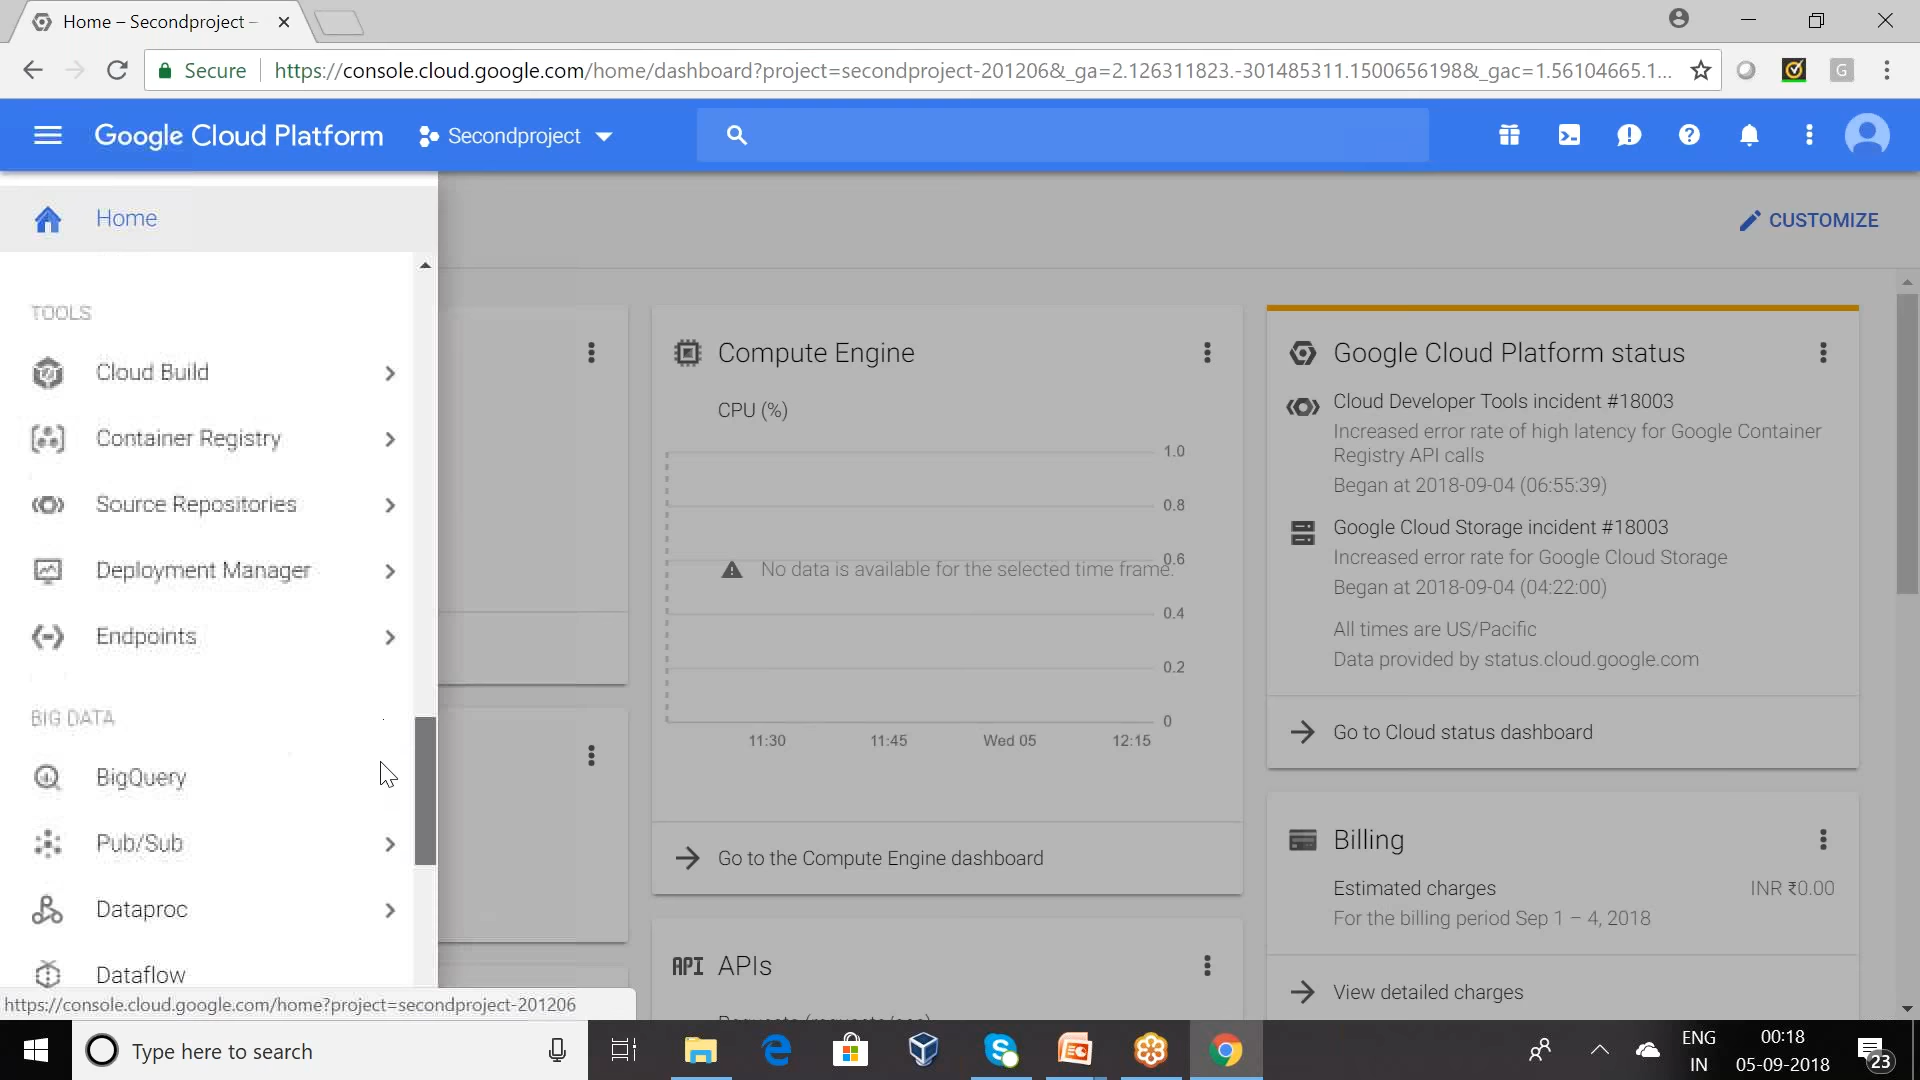 Home – Secondproject –
Secure
https://console.cloud.google.com/home/dashboard?project=secondproject-201206&_ga=2.126311823.-301485311.1500656198&_gac=1.56104665.1...
G
Google Cloud Platform
Secondproject
Home
CUSTOMIZE
TOOLS
Cloud Build
Container Registry
Source Repositories
Deployment Manager
Endpoints
BIG DATA
BigQuery
Pub/Sub
Dataproc
Dataflow
https://console.cloud.google.com/home?project=secondproject-201206
Compute Engine
CPU (%)
1.0
0.8
0.6
No data is available for the selected time frame.
0.4
0.2
0
11:30
11:45
Wed 05
12:15
Go to the Compute Engine dashboard
API APIs
Requests (requests/sec)
Google Cloud Platform status
Cloud Developer Tools incident #18003
Increased error rate of high latency for Google Container
Registry API calls
Began at 2018-09-04 (06:55:39)
Google Cloud Storage incident #18003
Increased error rate for Google Cloud Storage
Began at 2018-09-04 (04:22:00)
All times are US/Pacific
Data provided by status.cloud.google.com
Go to Cloud status dashboard
Billing
Estimated charges
INR ₹0.00
For the billing period Sep 1 – 4, 2018
View detailed charges
Type here to search
ENG
IN
00:18
05-09-2018
23